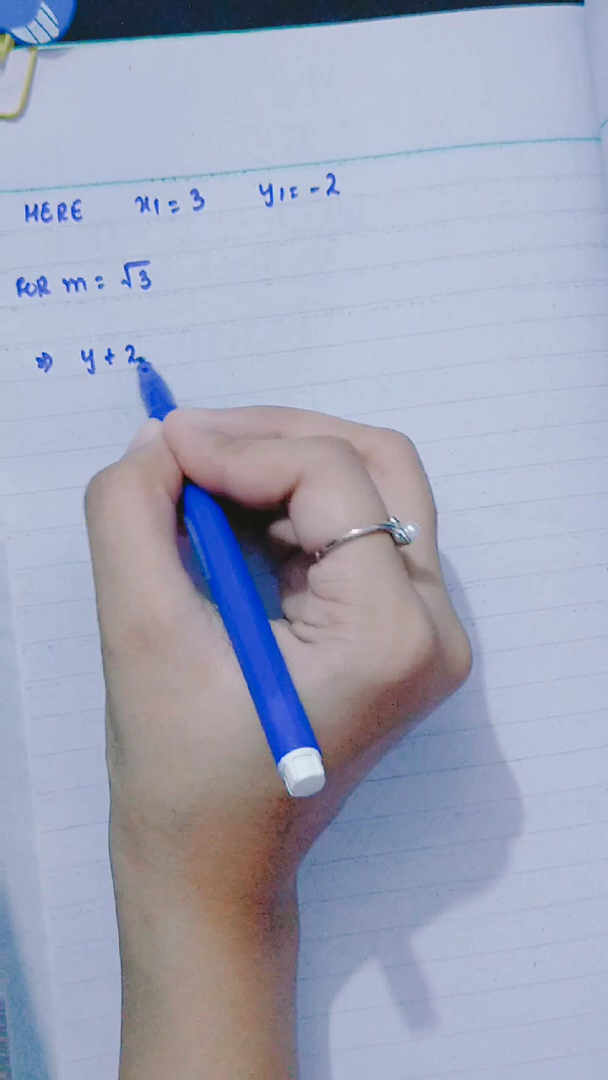 HERE x1 = 3 y1 = -2
FOR m = √3
⇒ y + 2